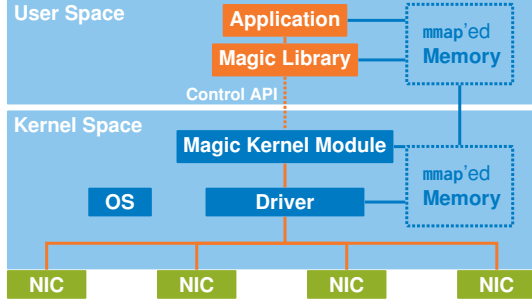 User Space
Application
mmap'ed
Memory
Magic Library
Control API
Kernel Space
Magic Kernel Module
mmap'ed
Memory
OS
Driver
NIC
NIC
NIC
NIC